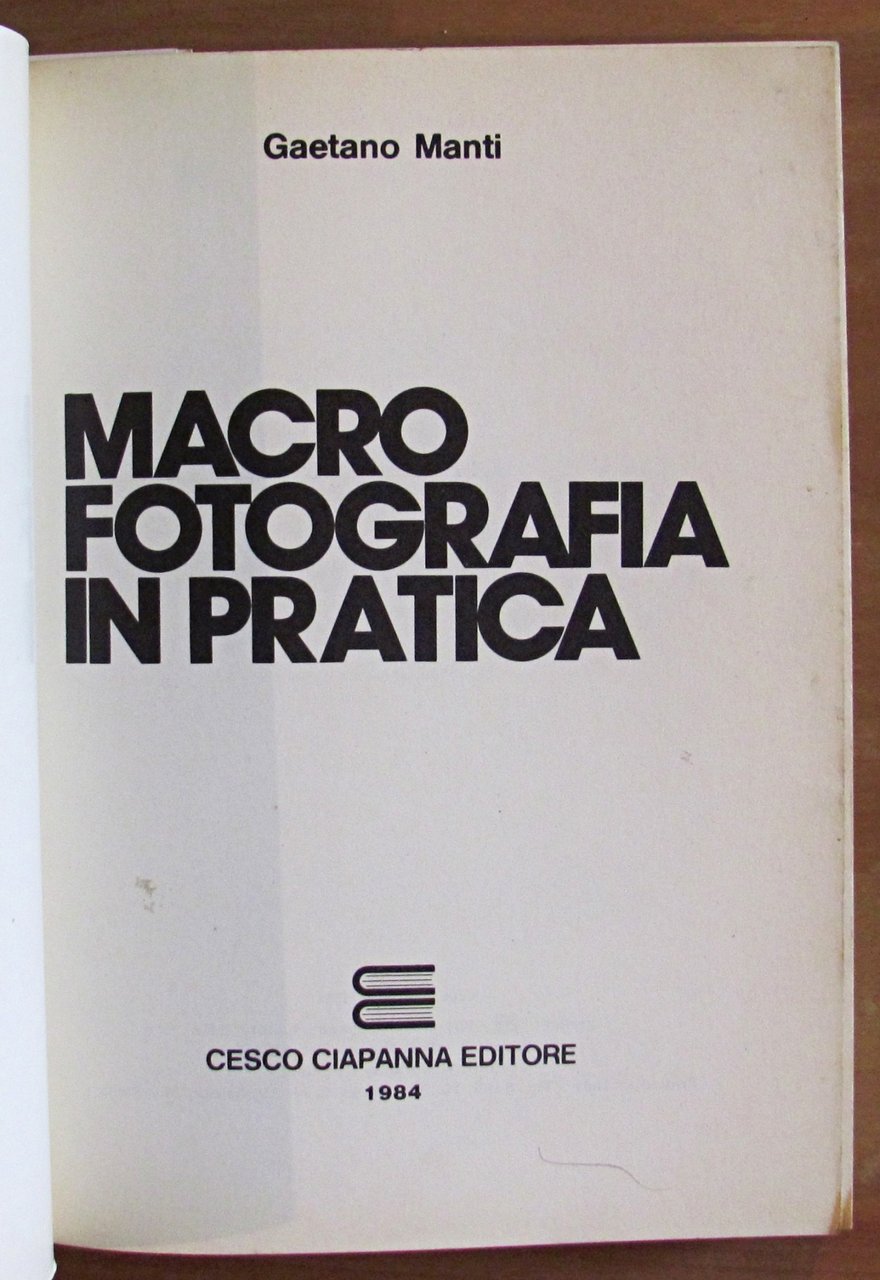 Gaetano Manti
MACRO
FOTOGRAFIA
IN PRATICA
CESCO CIAPANNA EDITORE
1984